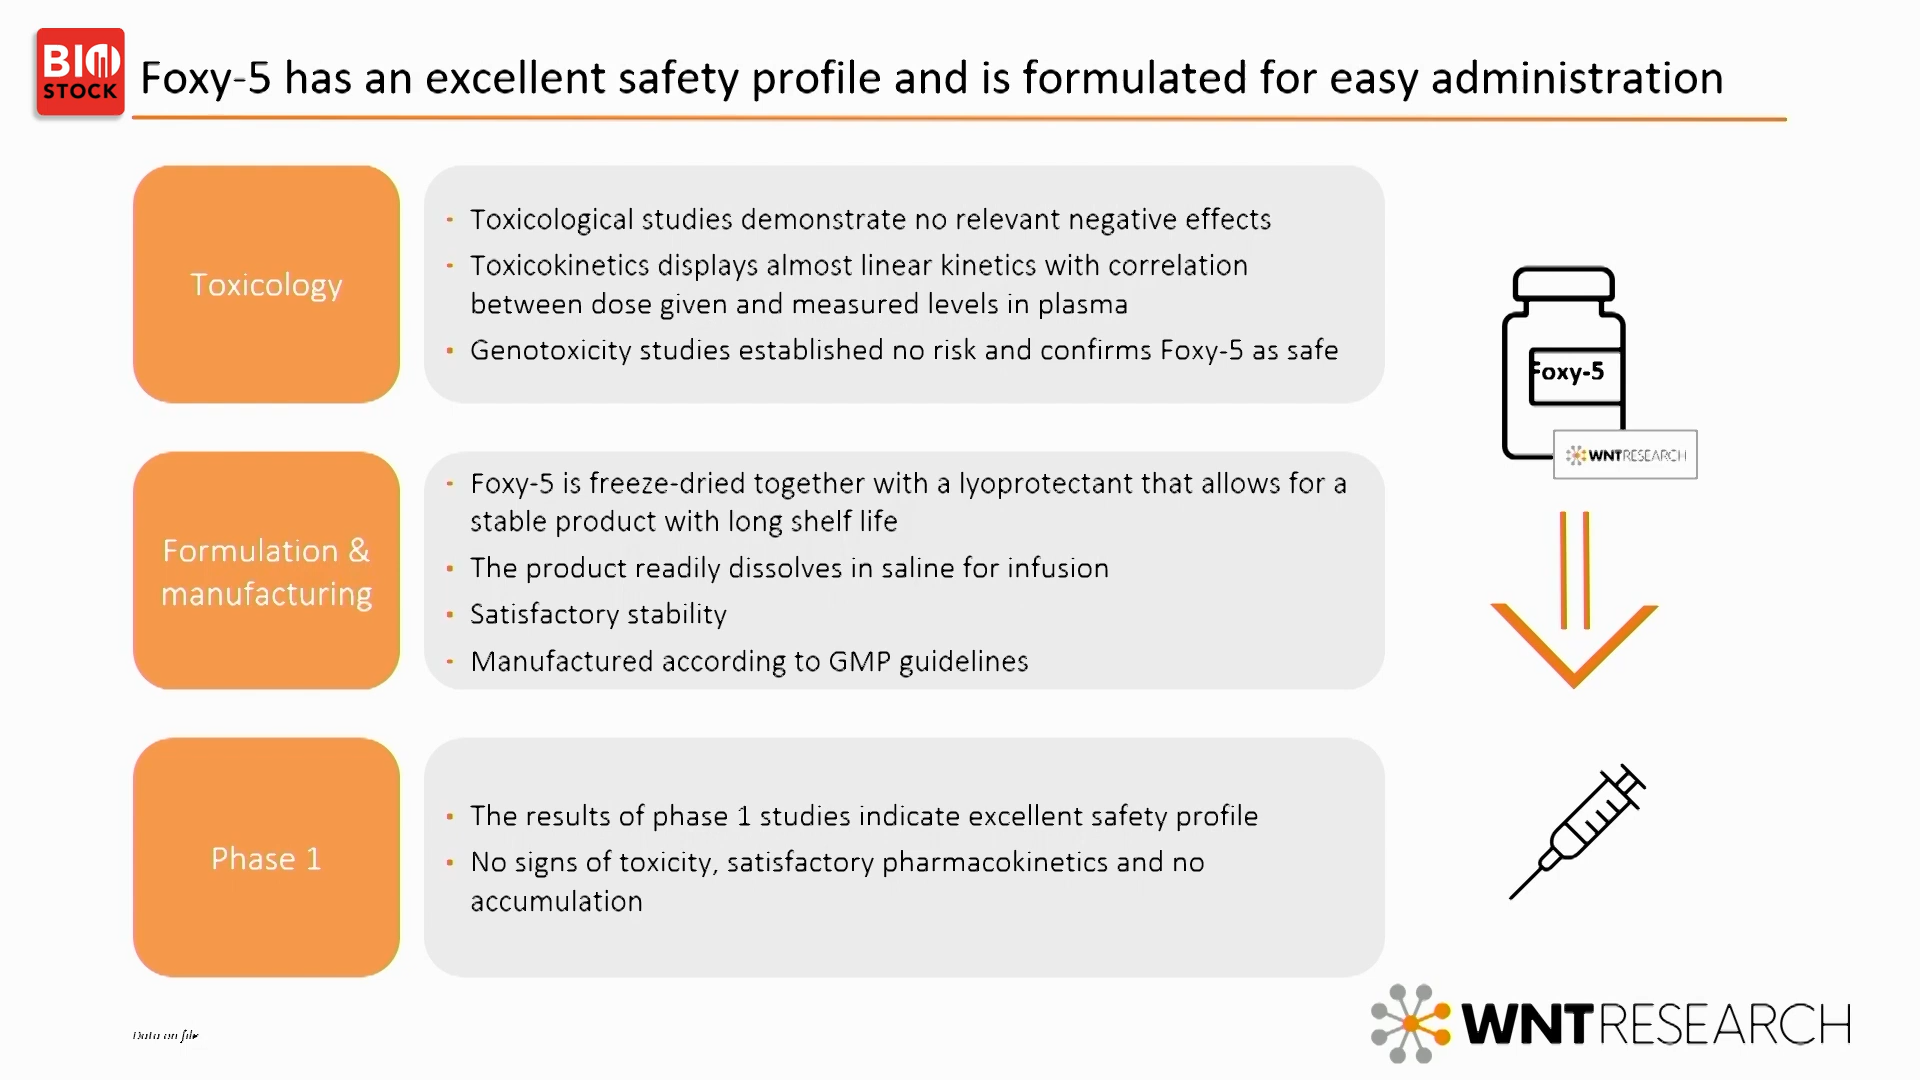 BIO
STOCK
Foxy-5 has an excellent safety profile and is formulated for easy administration
Toxicology
· Toxicological studies demonstrate no relevant negative effects
· Toxicokinetics displays almost linear kinetics with correlation
between dose given and measured levels in plasma
· Genotoxicity studies established no risk and confirms Foxy-5 as safe
Foxy-5
WNTRESEARCH
Formulation &
manufacturing
· Foxy-5 is freeze-dried together with a lyoprotectant that allows for a
stable product with long shelf life
· The product readily dissolves in saline for infusion
· Satisfactory stability
· Manufactured according to GMP guidelines
Phase 1
· The results of phase 1 studies indicate excellent safety profile
· No signs of toxicity, satisfactory pharmacokinetics and no
accumulation
Data on file
WNTRESEARCH